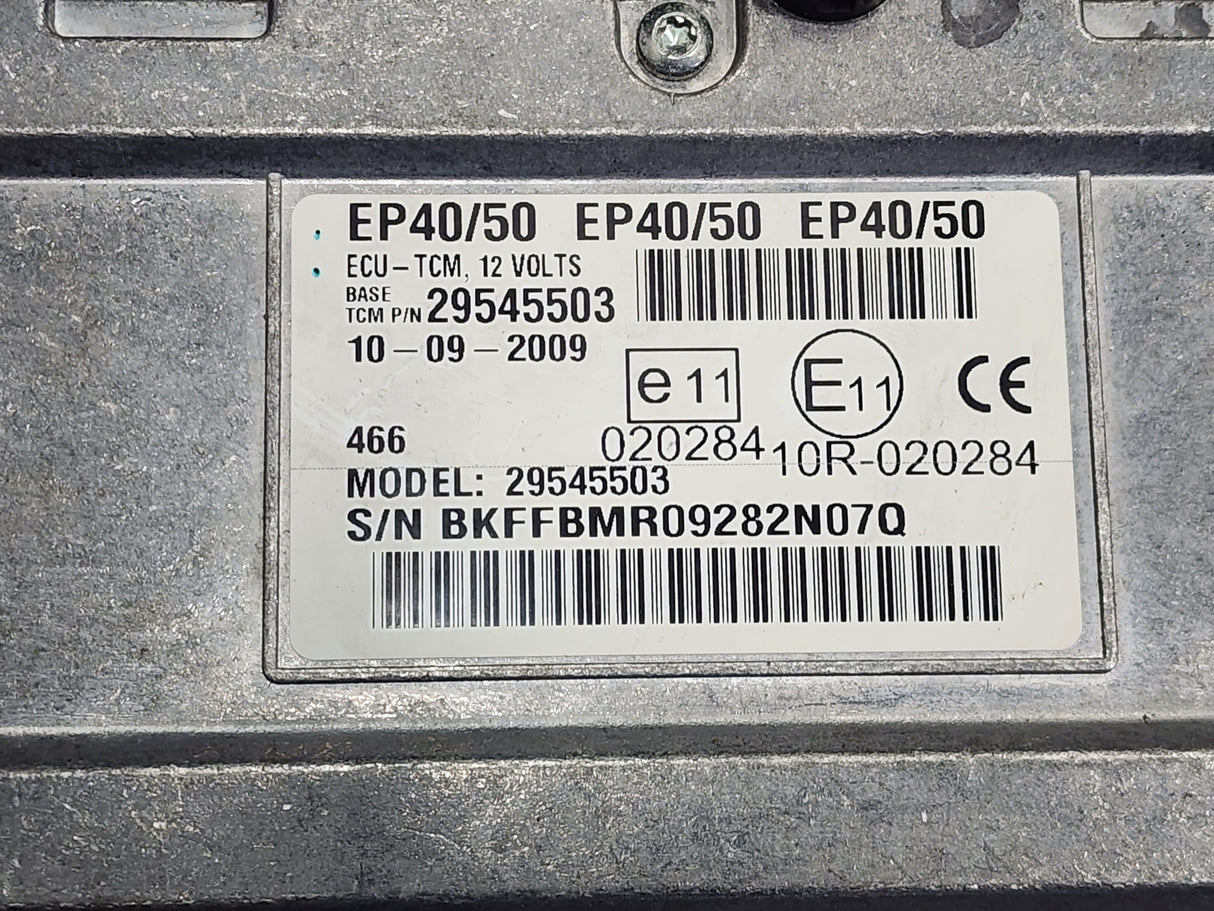 EP40/50 EP40/50 EP40/50
ECU-TCM, 12 VOLTS
BASE
TCM P/N 29545503
10-09-2009
e 11
E11
CE
466
020284
10R-020284
MODEL: 29545503
S/N BKFFBMR09282N07Q